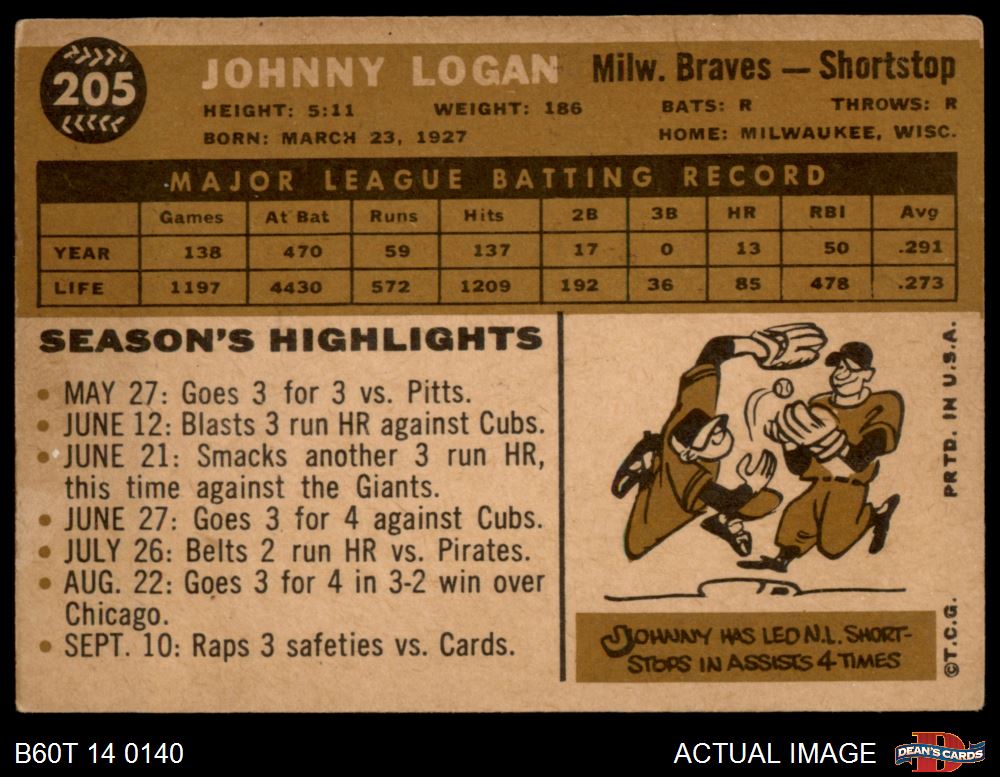 205
JOHNNY LOGAN Milw. Braves — Shortstop
HEIGHT: 5:11 WEIGHT: 186 BATS: R THROWS: R
BORN: MARCH 23, 1927 HOME: MILWAUKEE, WISC.
MAJOR LEAGUE BATTING RECORD
Games At Bat Runs Hits 2B 3B HR RBI Avg
YEAR 138 470 59 137 17 0 13 50 .291
LIFE 1197 4430 572 1209 192 36 85 478 .273
SEASON'S HIGHLIGHTS
• MAY 27: Goes 3 for 3 vs. Pitts.
• JUNE 12: Blasts 3 run HR against Cubs.
• JUNE 21: Smacks another 3 run HR,
this time against the Giants.
• JUNE 27: Goes 3 for 4 against Cubs.
• JULY 26: Belts 2 run HR vs. Pirates.
• AUG. 22: Goes 3 for 4 in 3-2 win over
Chicago.
• SEPT. 10: Raps 3 safeties vs. Cards.
JOHNNY HAS LED N.L. SHORT-
STOPS IN ASSISTS 4 TIMES
©T.C.G. PRTD. IN U.S.A.
B60T 14 0140 ACTUAL IMAGE
D
DEAN'S CARDS